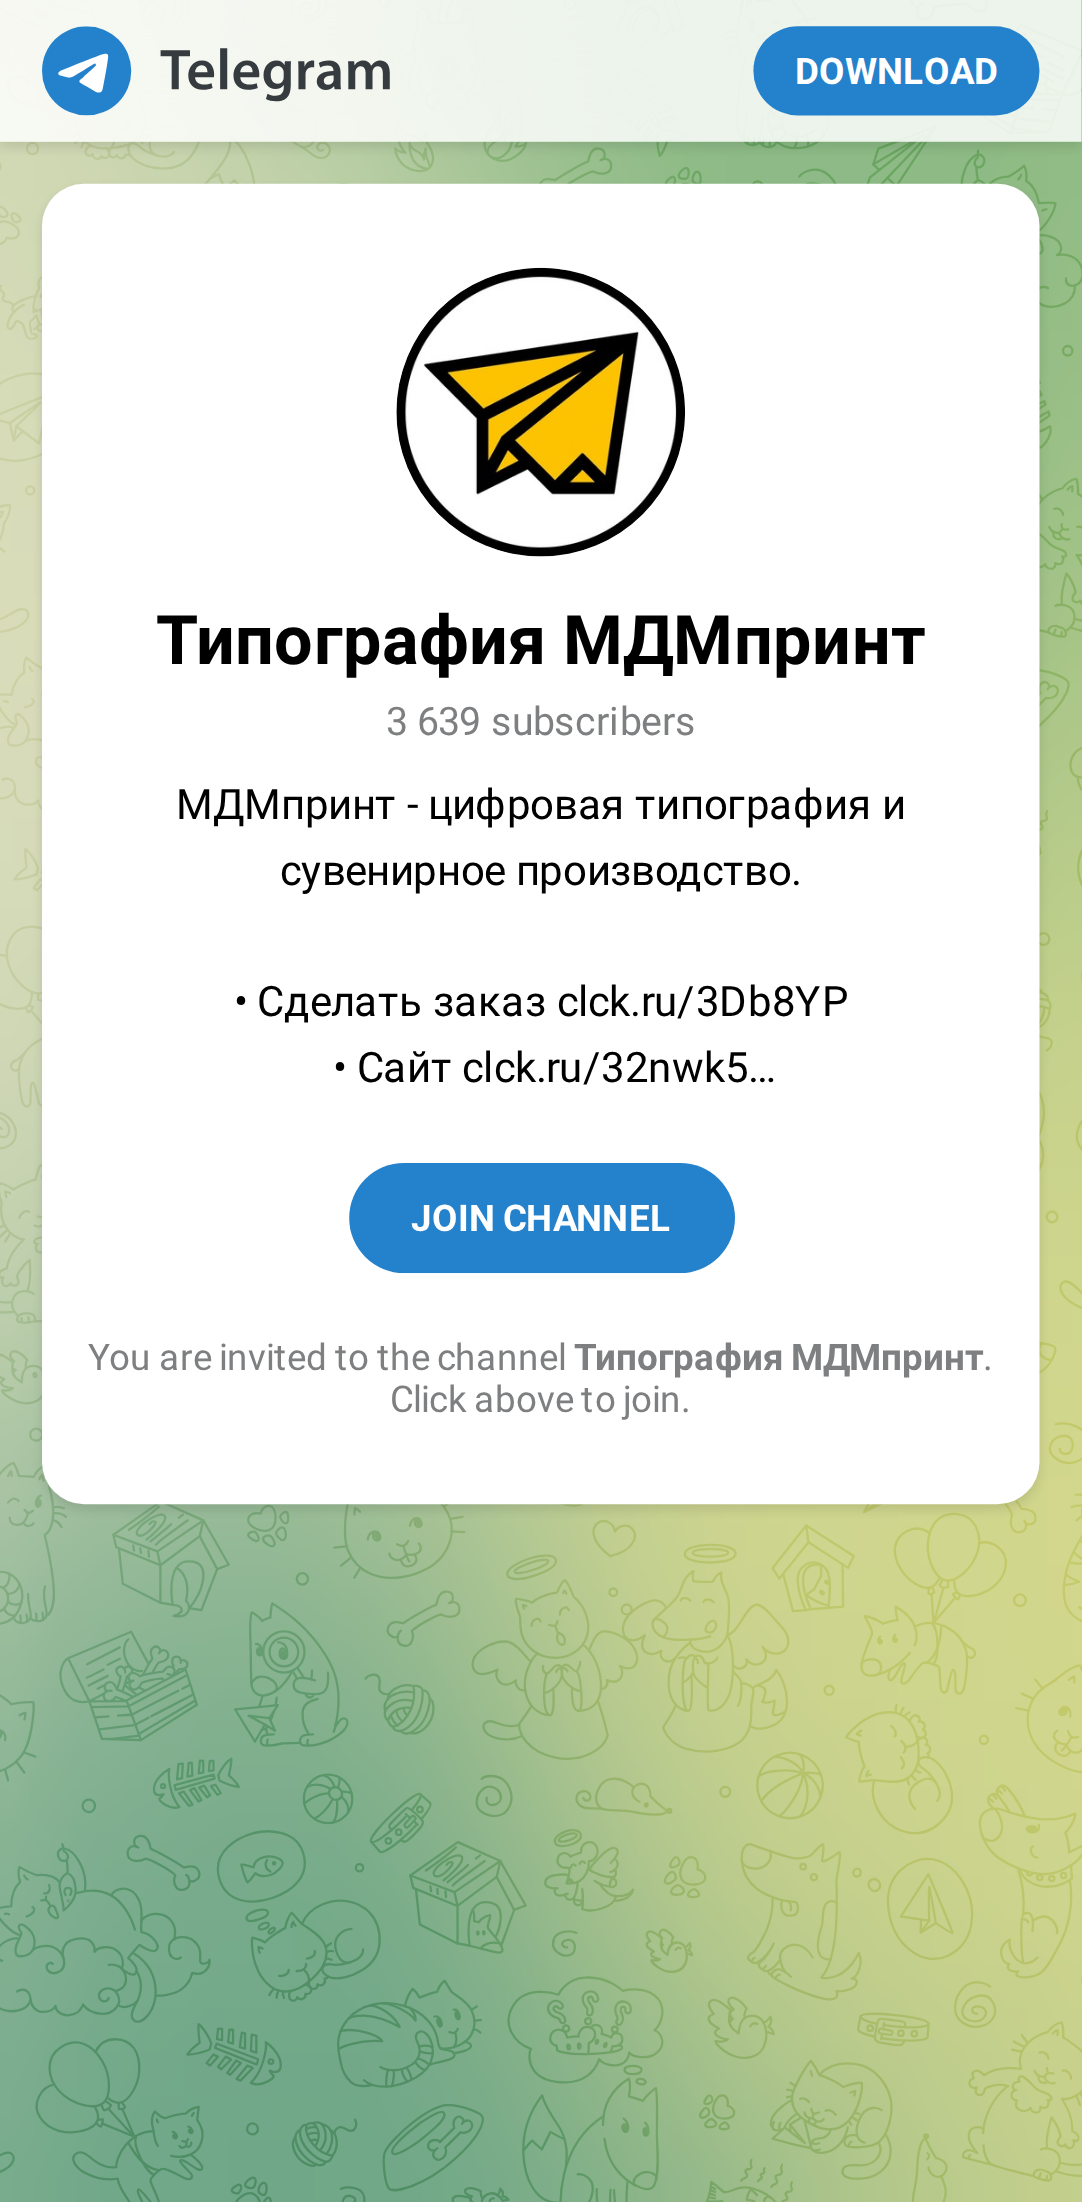 Telegram
DOWNLOAD
Типография МДМпринт
3 639 subscribers
МДМпринт - цифровая типография и
сувенирное производство.
• Сделать заказ clck.ru/3Db8YP
• Сайт clck.ru/32nwk5...
JOIN CHANNEL
You are invited to the channel Типография МДМпринт.
Click above to join.